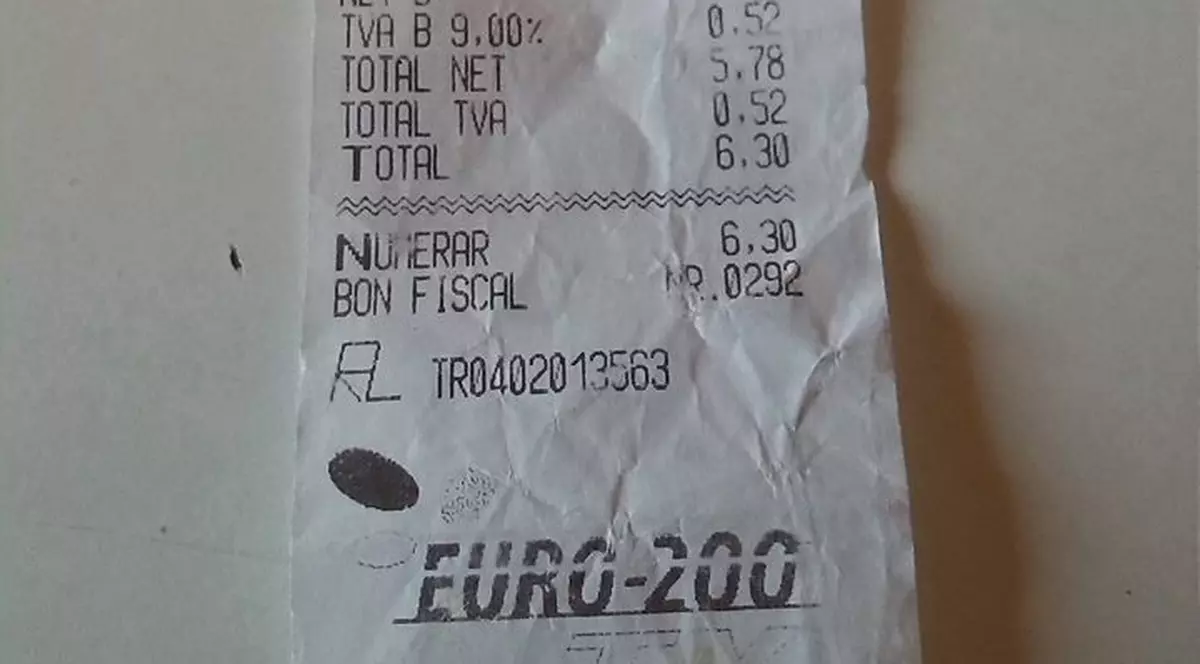 TVA B 9.00% 0.52
TOTAL NET 5.78
TOTAL TVA 0.52
TOTAL 6.30
NUMERAR 6.30
BON FISCAL NR.0292
TR0402013563
EURO-200